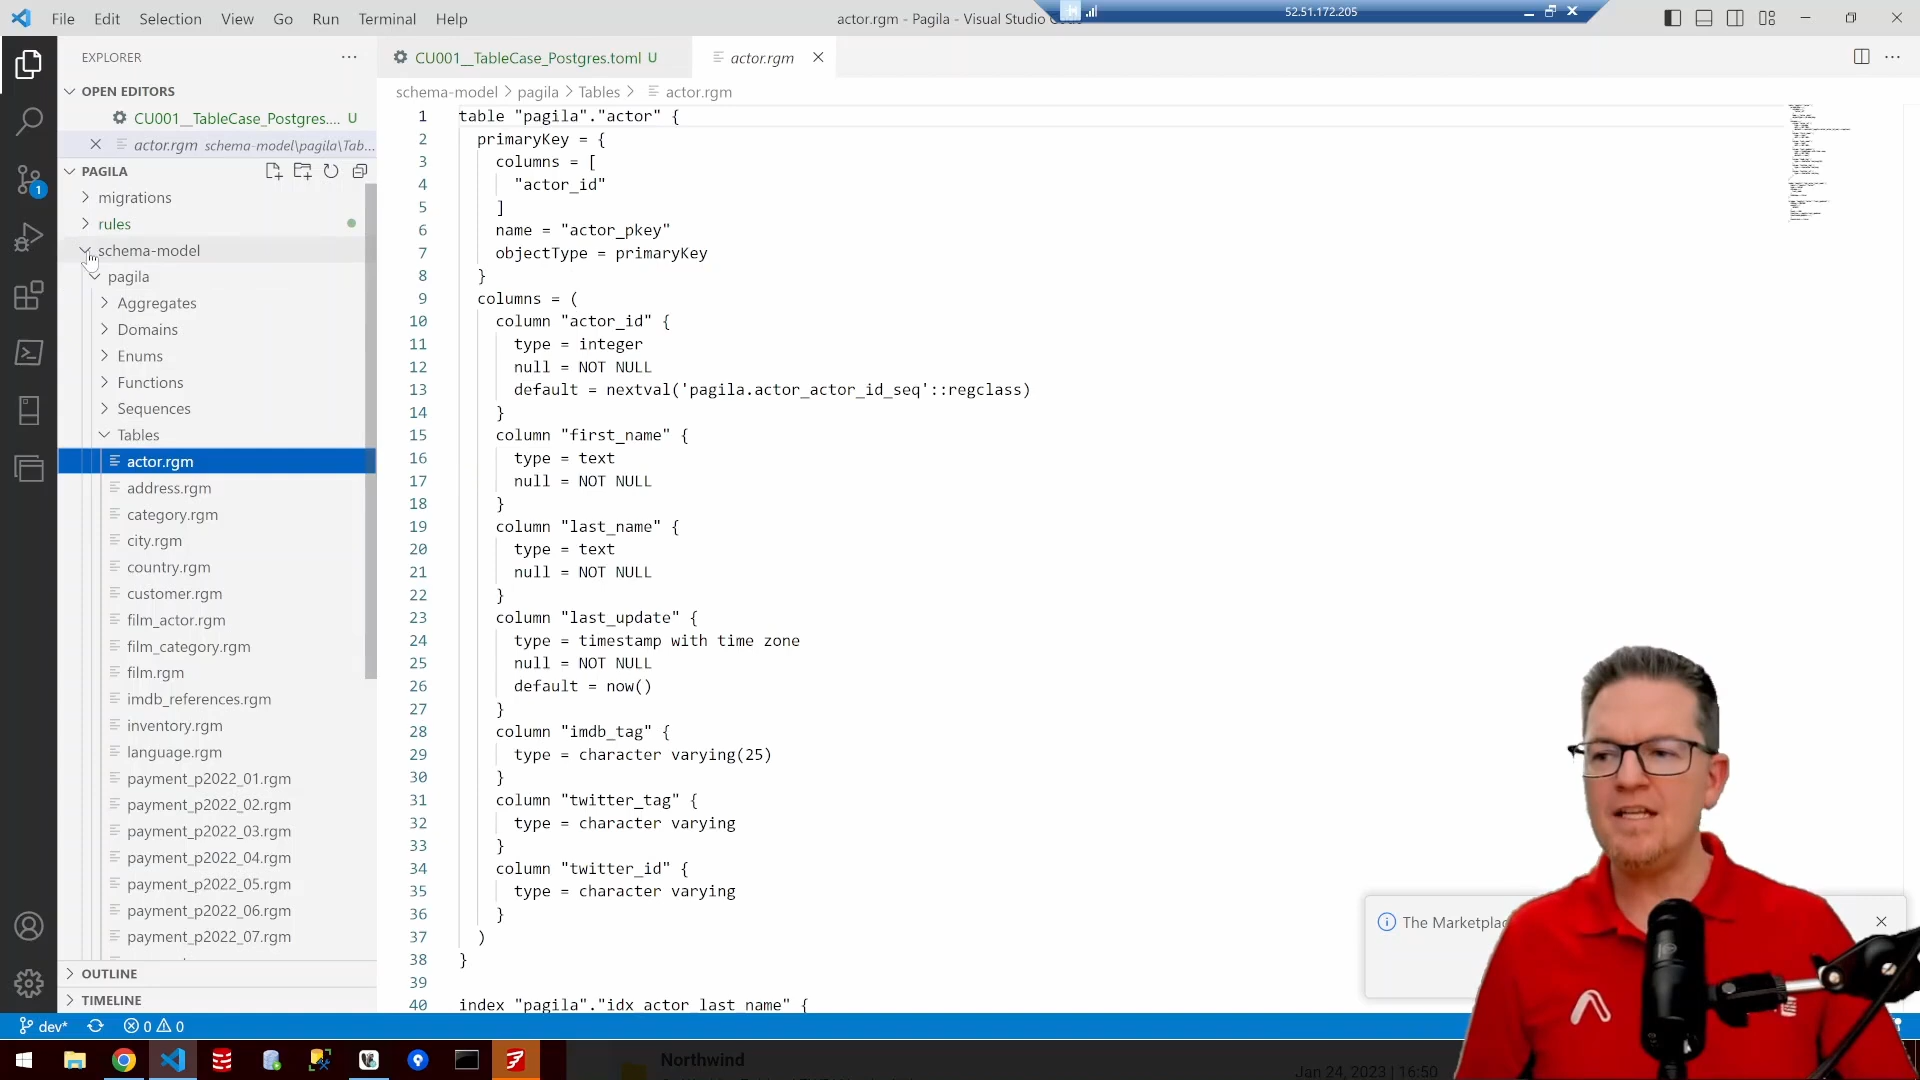 File Edit Selection View Go Run Terminal Help
actor.rgm - Pagila - Visual Studio
52.51.172.205
EXPLORER
CU001__TableCase_Postgres.toml U
actor.rgm
OPEN EDITORS
CU001__TableCase_Postgres.... U
actor.rgm schema-model\pagila\Tab...
schema-model > pagila > Tables > actor.rgm
PAGILA
migrations
rules
schema-model
pagila
Aggregates
Domains
Enums
Functions
Sequences
Tables
actor.rgm
address.rgm
category.rgm
city.rgm
country.rgm
customer.rgm
film_actor.rgm
film_category.rgm
film.rgm
imdb_references.rgm
inventory.rgm
language.rgm
payment_p2022_01.rgm
payment_p2022_02.rgm
payment_p2022_03.rgm
payment_p2022_04.rgm
payment_p2022_05.rgm
payment_p2022_06.rgm
payment_p2022_07.rgm
OUTLINE
TIMELINE
1 table "pagila"."actor" {
2 primaryKey = {
3 columns = [
4 "actor_id"
5 ]
6 name = "actor_pkey"
7 objectType = primaryKey
8 }
9 columns = (
10 column "actor_id" {
11 type = integer
12 null = NOT NULL
13 default = nextval('pagila.actor_actor_id_seq'::regclass)
14 }
15 column "first_name" {
16 type = text
17 null = NOT NULL
18 }
19 column "last_name" {
20 type = text
21 null = NOT NULL
22 }
23 column "last_update" {
24 type = timestamp with time zone
25 null = NOT NULL
26 default = now()
27 }
28 column "imdb_tag" {
29 type = character varying(25)
30 }
31 column "twitter_tag" {
32 type = character varying
33 }
34 column "twitter_id" {
35 type = character varying
36 }
37 )
38 }
39
40 index "pagila"."idx_actor_last_name" {
The Marketplac
1
dev* 0 0
Northwind
Jan 24, 2023 | 16:50